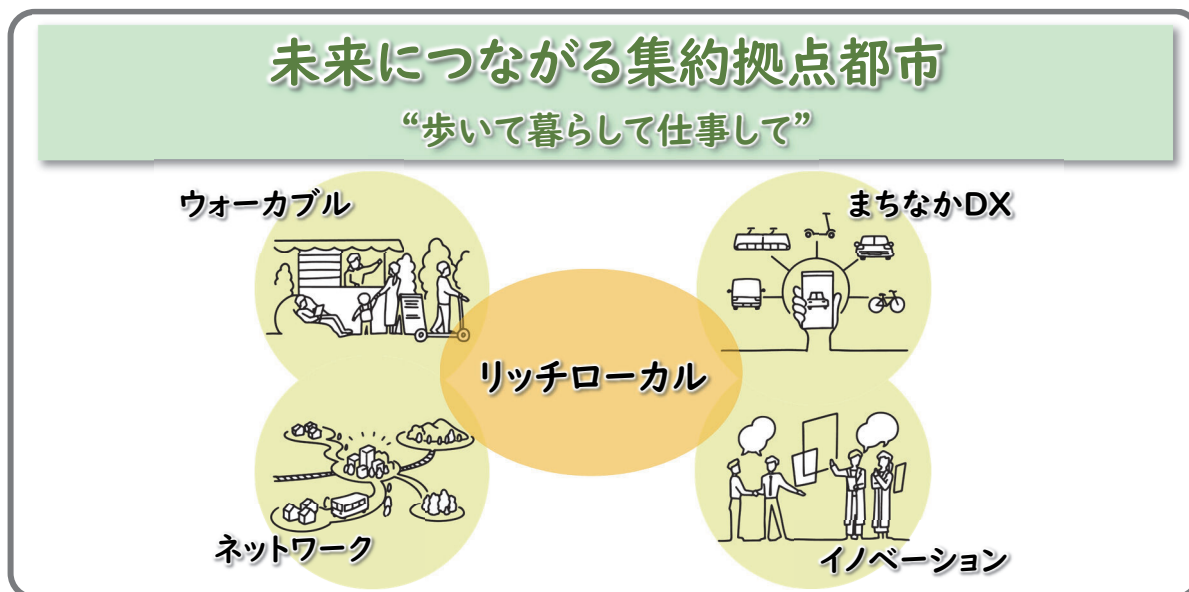 未来につながる集約拠点都市
“歩いて暮らして仕事して”
ウォーカブル
まちなかDX
リッチローカル
ネットワーク
イノベーション